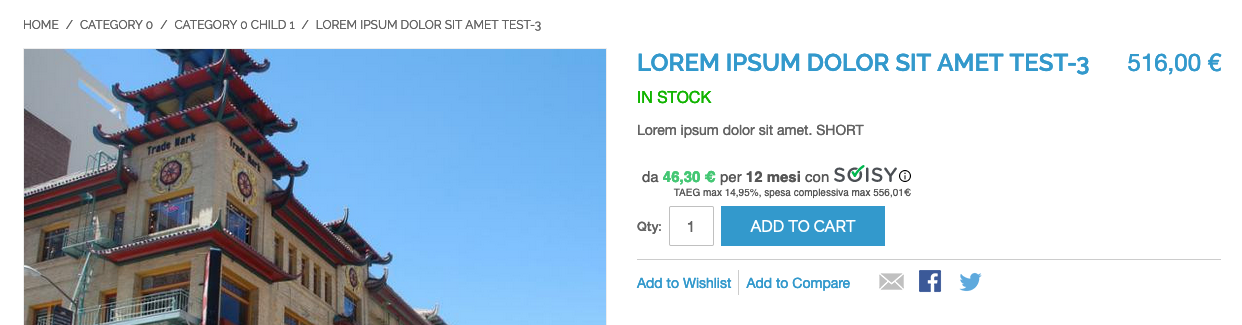 HOME / CATEGORY 0 / CATEGORY 0 CHILD 1 / LOREM IPSUM DOLOR SIT AMET TEST-3
Trade Mark
Trade Mark
LOREM IPSUM DOLOR SIT AMET TEST-3 516,00 €
IN STOCK
Lorem ipsum dolor sit amet. SHORT
da 46,30 € per 12 mesi con SOISY
TAEG max 14,95%, spesa complessiva max 556,01€
Qty: 1 ADD TO CART
Add to Wishlist Add to Compare